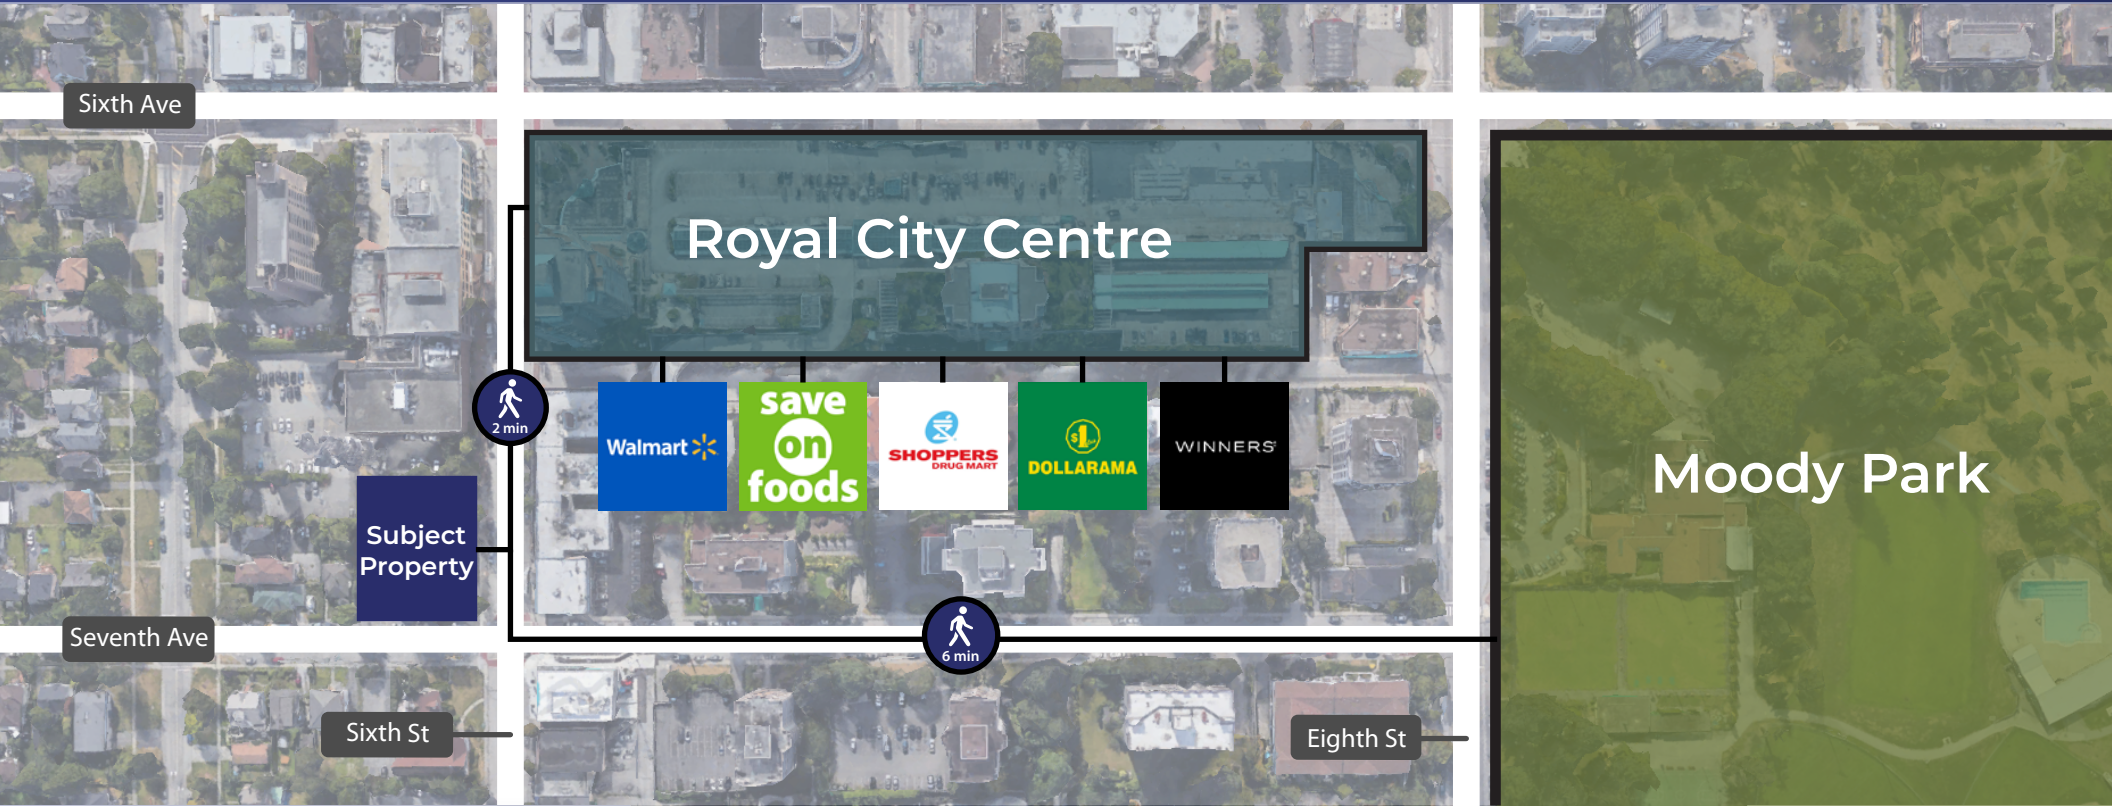 Sixth Ave
Royal City Centre
2 min
Walmart
save
on
foods
SHOPPERS
DRUG MART
$1
DOLLARAMA
WINNERS
Moody Park
Subject
Property
Seventh Ave
6 min
Sixth St
Eighth St